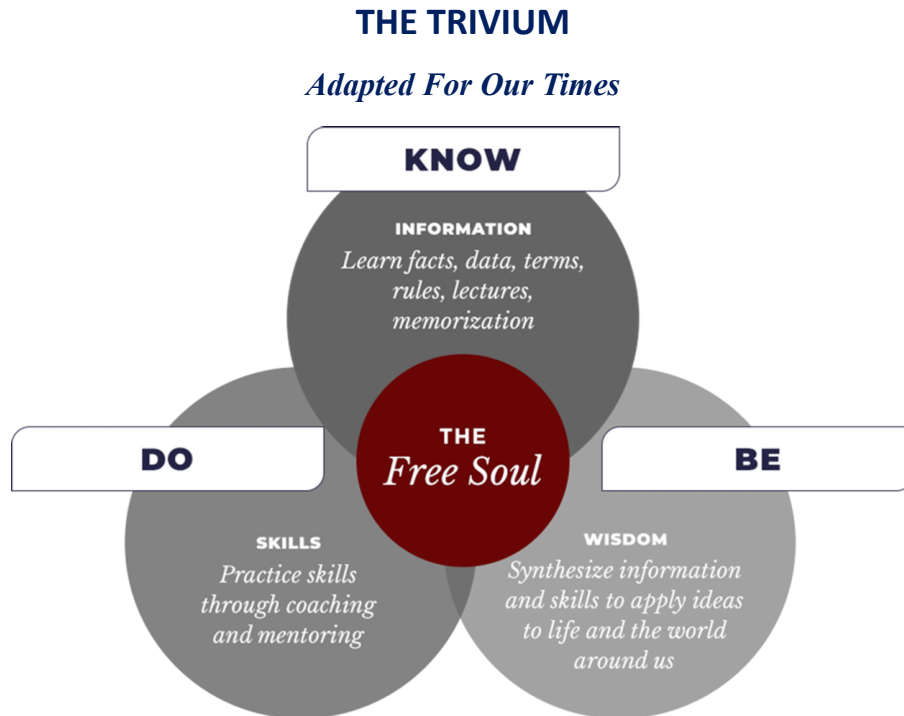 THE TRIVIUM
Adapted For Our Times
KNOW
INFORMATION
Learn facts, data, terms,
rules, lectures,
memorization
THE
Free Soul
DO
SKILLS
Practice skills
through coaching
and mentoring
BE
WISDOM
Synthesize information
and skills to apply ideas
to life and the world
around us